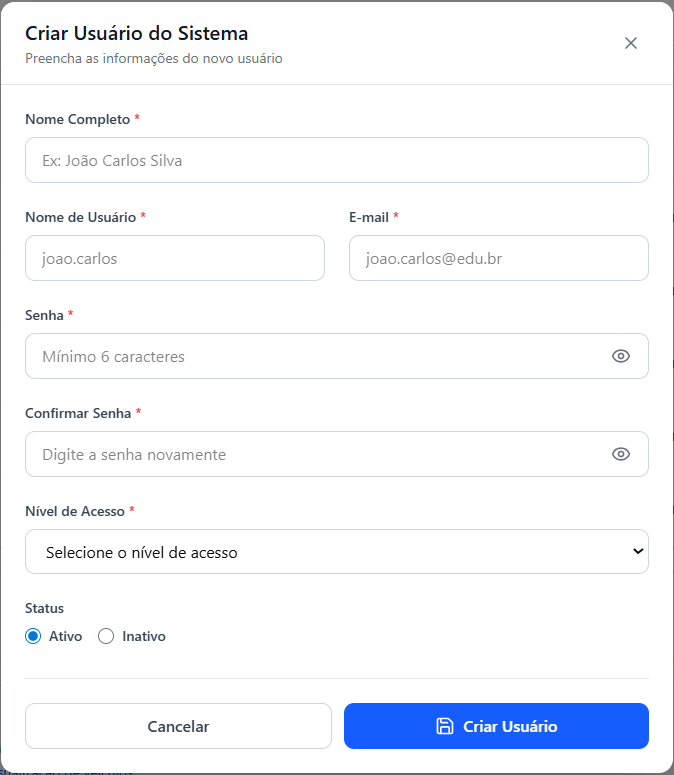 Criar Usuário do Sistema
Preencha as informações do novo usuário
Nome Completo *
Ex: João Carlos Silva
Nome de Usuário * E-mail *
joao.carlos joao.carlos@edu.br
Senha *
Mínimo 6 caracteres
Confirmar Senha *
Digite a senha novamente
Nível de Acesso *
Selecione o nível de acesso
Status
Ativo Inativo
Cancelar Criar Usuário